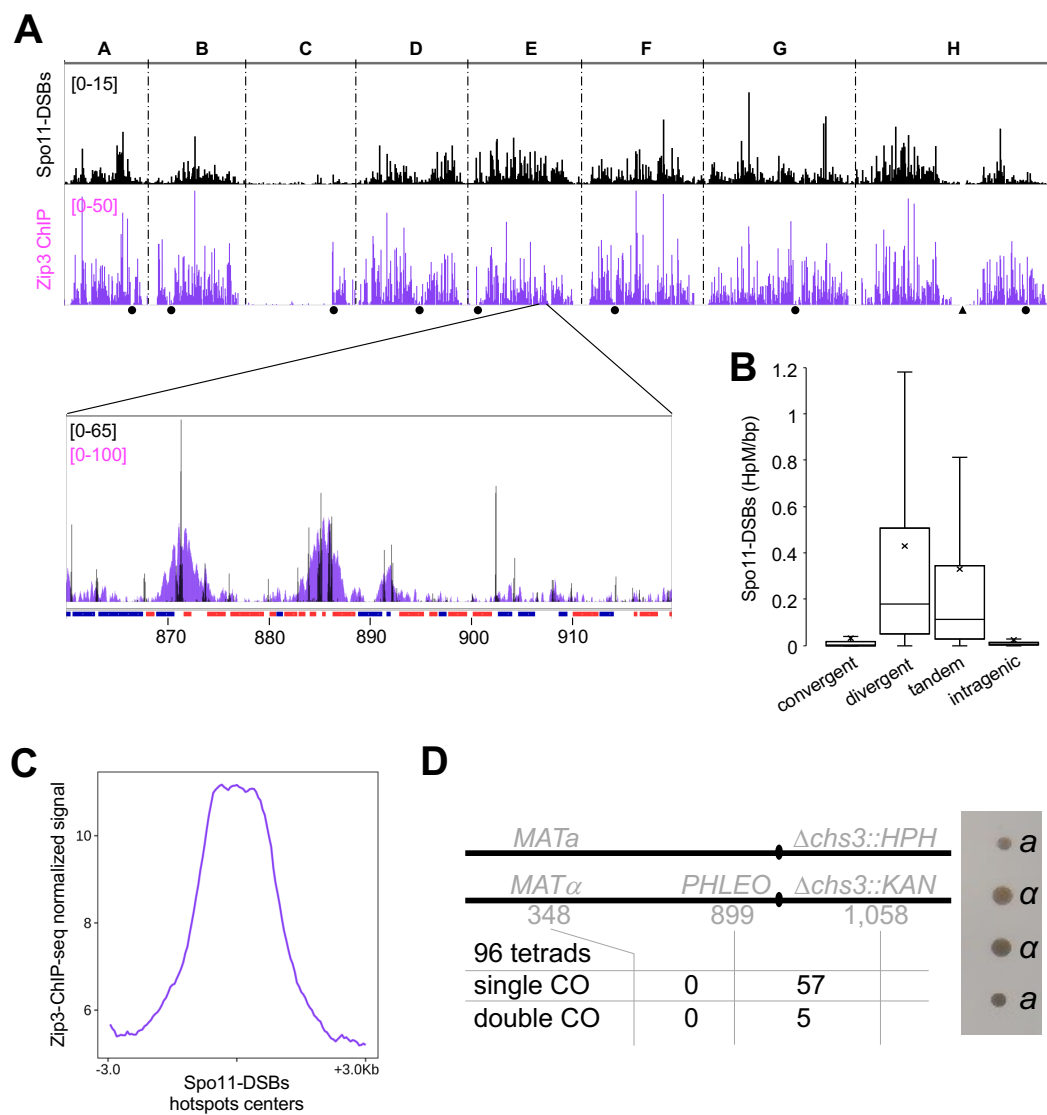 A
A B C D E F G H
Spo11-DSBs
[0-15]
Zip3 ChIP
[0-50]
[0-65]
[0-100]
870 880 890 900 910
B
Spo11-DSBs (HpM/bp)
1.2
1
0.8
0.6
0.4
0.2
0
convergent divergent tandem intragenic
C
Zip3-ChIP-seq normalized signal
10
8
6
-3.0 +3.0Kb
Spo11-DSBs
hotspots centers
D
MATa Δchs3::HPH
MATα PHLEO Δchs3::KAN
348 899 1,058
96 tetrads
single CO 0 57
double CO 0 5
a
α
α
a